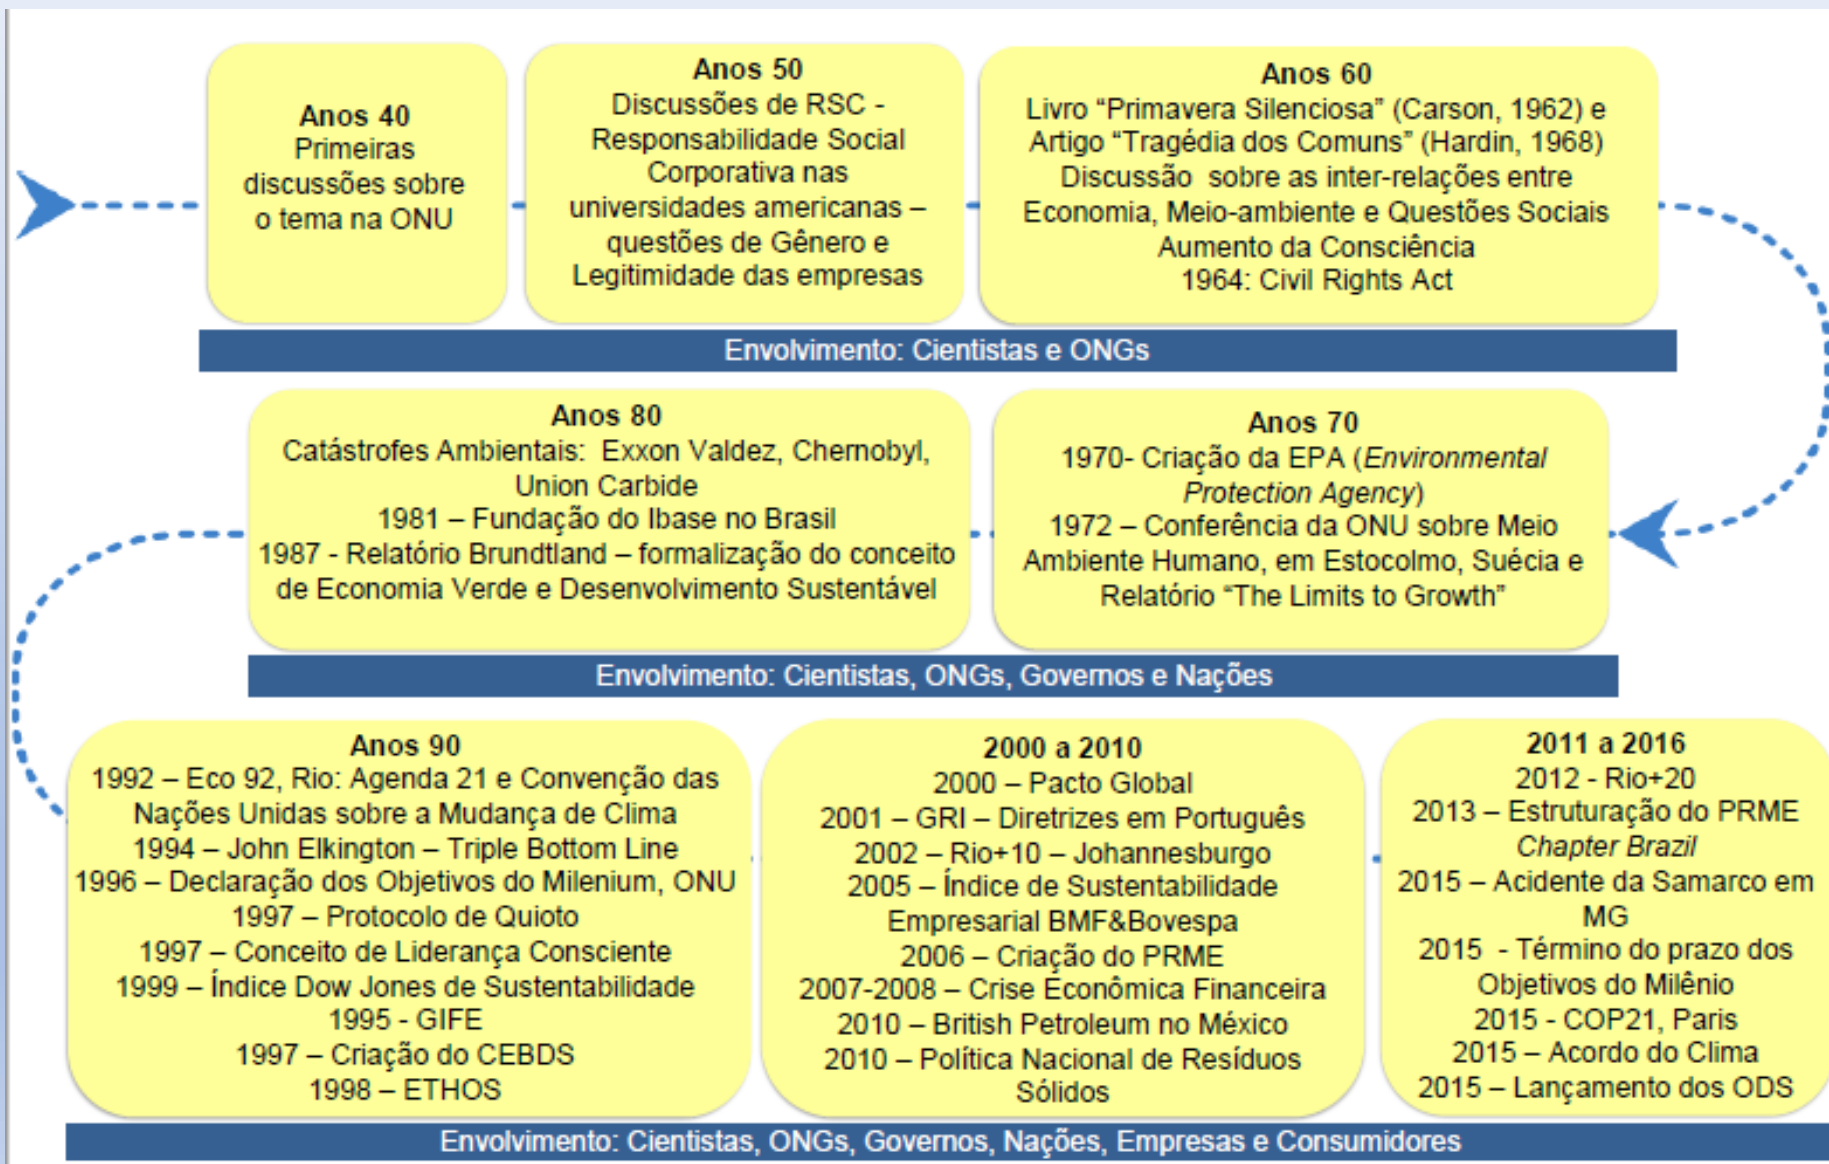 Anos 40
Primeiras
discussões sobre
o tema na ONU
Anos 50
Discussões de RSC -
Responsabilidade Social
Corporativa nas
universidades americanas –
questões de Gênero e
Legitimidade das empresas
Anos 60
Livro “Primavera Silenciosa” (Carson, 1962) e
Artigo “Tragédia dos Comuns” (Hardin, 1968)
Discussão sobre as inter-relações entre
Economia, Meio-ambiente e Questões Sociais
Aumento da Consciência
1964: Civil Rights Act
Envolvimento: Cientistas e ONGs
Anos 70
1970- Criação da EPA (Environmental
Protection Agency)
1972 – Conferência da ONU sobre Meio
Ambiente Humano, em Estocolmo, Suécia e
Relatório “The Limits to Growth”
Anos 80
Catástrofes Ambientais: Exxon Valdez, Chernobyl,
Union Carbide
1981 – Fundação do Ibase no Brasil
1987 - Relatório Brundtland – formalização do conceito
de Economia Verde e Desenvolvimento Sustentável
Envolvimento: Cientistas, ONGs, Governos e Nações
Anos 90
1992 – Eco 92, Rio: Agenda 21 e Convenção das
Nações Unidas sobre a Mudança de Clima
1994 – John Elkington – Triple Bottom Line
1996 – Declaração dos Objetivos do Milenium, ONU
1997 – Protocolo de Quioto
1997 – Conceito de Liderança Consciente
1999 – Índice Dow Jones de Sustentabilidade
1995 - GIFE
1997 – Criação do CEBDS
1998 – ETHOS
2000 a 2010
2000 – Pacto Global
2001 – GRI – Diretrizes em Português
2002 – Rio+10 – Johannesburgo
2005 – Índice de Sustentabilidade
Empresarial BMF&Bovespa
2006 – Criação do PRME
2007-2008 – Crise Econômica Financeira
2010 – British Petroleum no México
2010 – Política Nacional de Resíduos
Sólidos
2011 a 2016
2012 - Rio+20
2013 – Estruturação do PRME
Chapter Brazil
2015 – Acidente da Samarco em
MG
2015 - Término do prazo dos
Objetivos do Milênio
2015 - COP21, Paris
2015 – Acordo do Clima
2015 – Lançamento dos ODS
Envolvimento: Cientistas, ONGs, Governos, Nações, Empresas e Consumidores